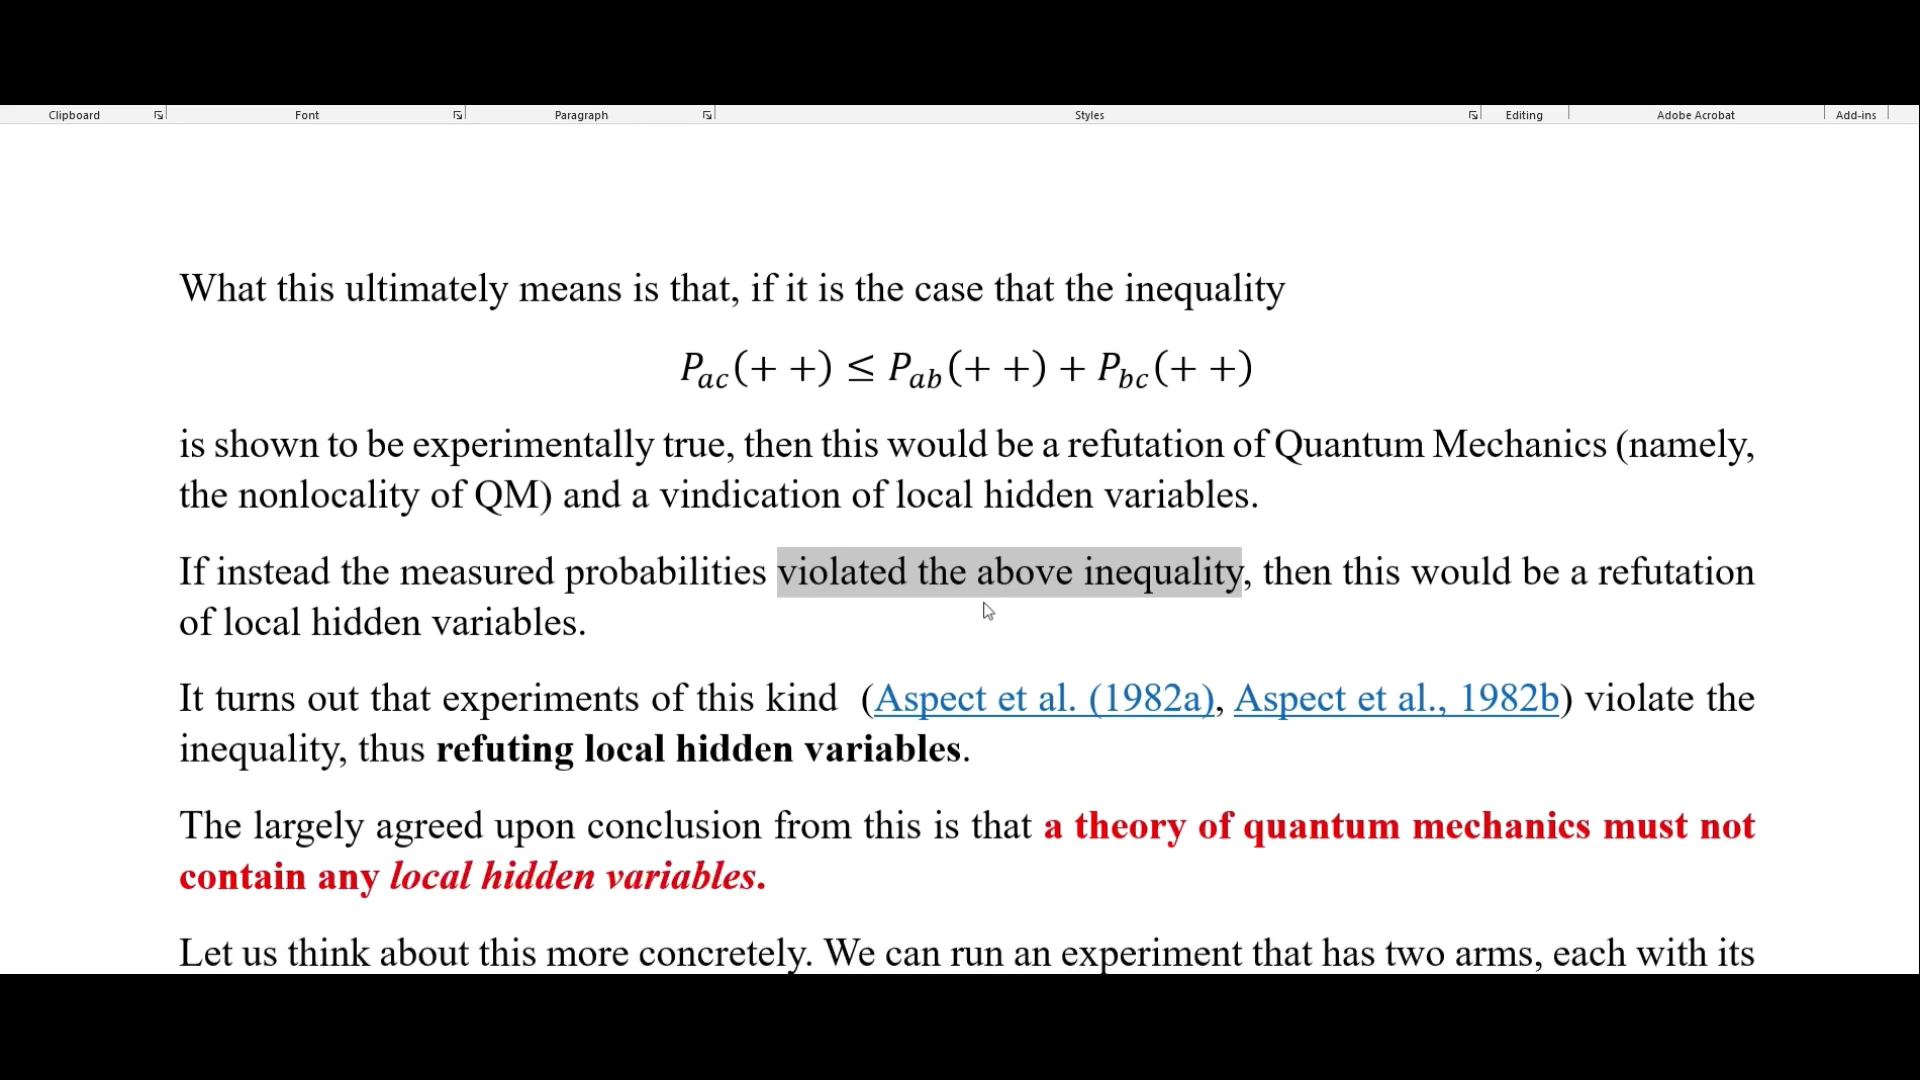 Clipboard Font Paragraph Styles Editing Adobe Acrobat Add-ins
What this ultimately means is that, if it is the case that the inequality
P_{ac}(+ +) ≤ P_{ab}(+ +) + P_{bc}(+ +)
is shown to be experimentally true, then this would be a refutation of Quantum Mechanics (namely,
the nonlocality of QM) and a vindication of local hidden variables.
If instead the measured probabilities violated the above inequality, then this would be a refutation
of local hidden variables.
It turns out that experiments of this kind (Aspect et al. (1982a), Aspect et al., 1982b) violate the
inequality, thus refuting local hidden variables.
The largely agreed upon conclusion from this is that a theory of quantum mechanics must not
contain any local hidden variables.
Let us think about this more concretely. We can run an experiment that has two arms, each with its